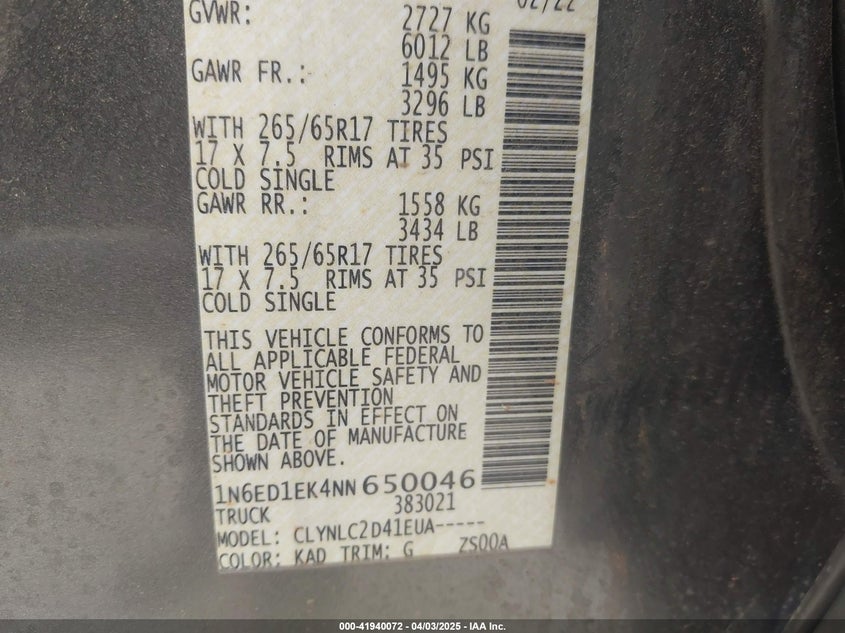 02/22
GVWR: 2727 KG
6012 LB
GAWR FR.: 1495 KG
3296 LB
WITH 265/65R17 TIRES
17 X 7.5 RIMS AT 35 PSI
COLD SINGLE
GAWR RR.: 1558 KG
3434 LB
WITH 265/65R17 TIRES
17 X 7.5 RIMS AT 35 PSI
COLD SINGLE
THIS VEHICLE CONFORMS TO
ALL APPLICABLE FEDERAL
MOTOR VEHICLE SAFETY AND
THEFT PREVENTION
STANDARDS IN EFFECT ON
THE DATE OF MANUFACTURE
SHOWN ABOVE.
1N6ED1EK4NN650046
TRUCK 383021
MODEL: CLYNLC2D41EUA-----
COLOR: KAD TRIM: G ZS00A
000-41940072 - 04/03/2025 - IAA Inc.